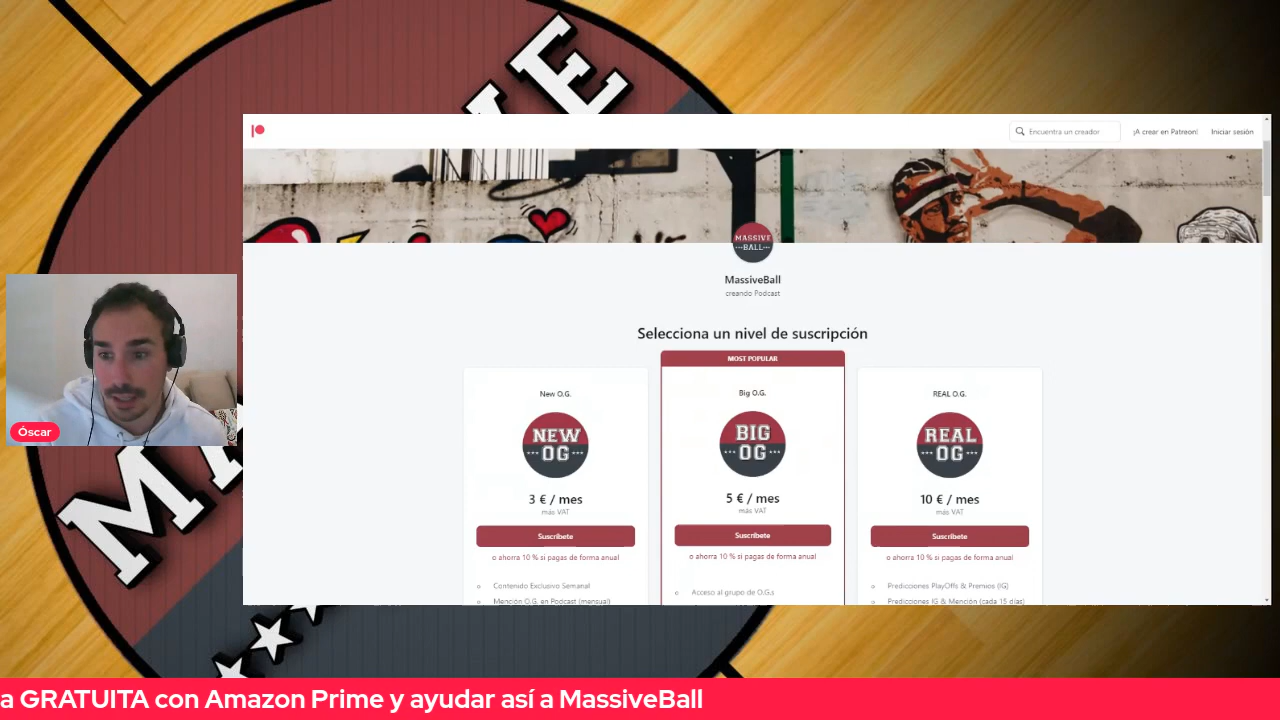 Encuentra un creador
¡A crear en Patreon!
Iniciar sesión
MASSIVE
BALL
MassiveBall
creando Podcast
Selecciona un nivel de suscripción
MOST POPULAR
New O.G.
NEW
OG
3 € / mes
más VAT
Suscríbete
o ahorra 10 % si pagas de forma anual
Contenido Exclusivo Semanal
Mención O.G. en Podcast (mensual)
Big O.G.
BIG
OG
5 € / mes
más VAT
Suscríbete
o ahorra 10 % si pagas de forma anual
Acceso al grupo de O.G.s
REAL O.G.
REAL
OG
10 € / mes
más VAT
Suscríbete
o ahorra 10 % si pagas de forma anual
Predicciones PlayOffs & Premios (IG)
Predicciones IG & Mención (cada 15 días)
Óscar
a GRATUITA con Amazon Prime y ayudar así a MassiveBall